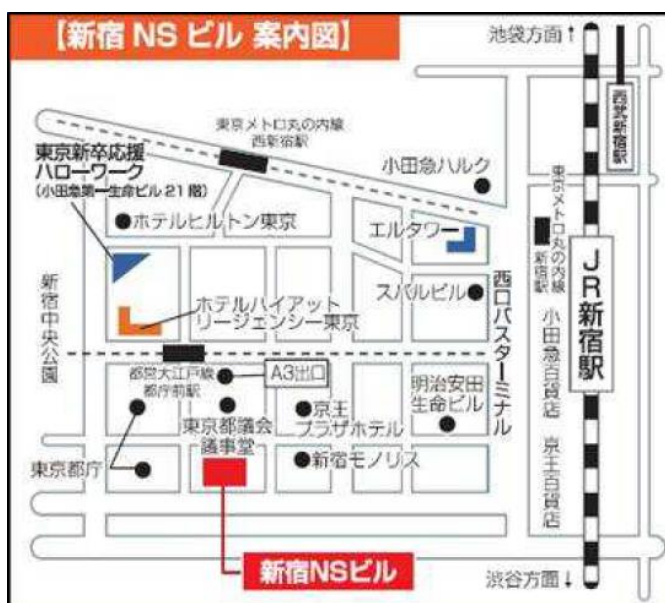 【新宿 NS ビル 案内図】
池袋方面↑
西武新宿駅
東京メトロ丸の内線
西新宿駅
東京新卒応援
ハローワーク
(小田急第一生命ビル21階)
小田急ハルク
ホテルヒルトン東京
エルタワー
東京メトロ丸の内線
新宿駅
JR新宿駅
新宿中央公園
ホテルハイアット
リージェンシー東京
スバルビル
西口バスターミナル
小田急百貨店
都営大江戸線
都庁前駅
A3出口
明治安田
生命ビル
東京都議会
議事堂
京王
プラザホテル
京王百貨店
東京都庁
新宿モノリス
新宿NSビル
渋谷方面↓